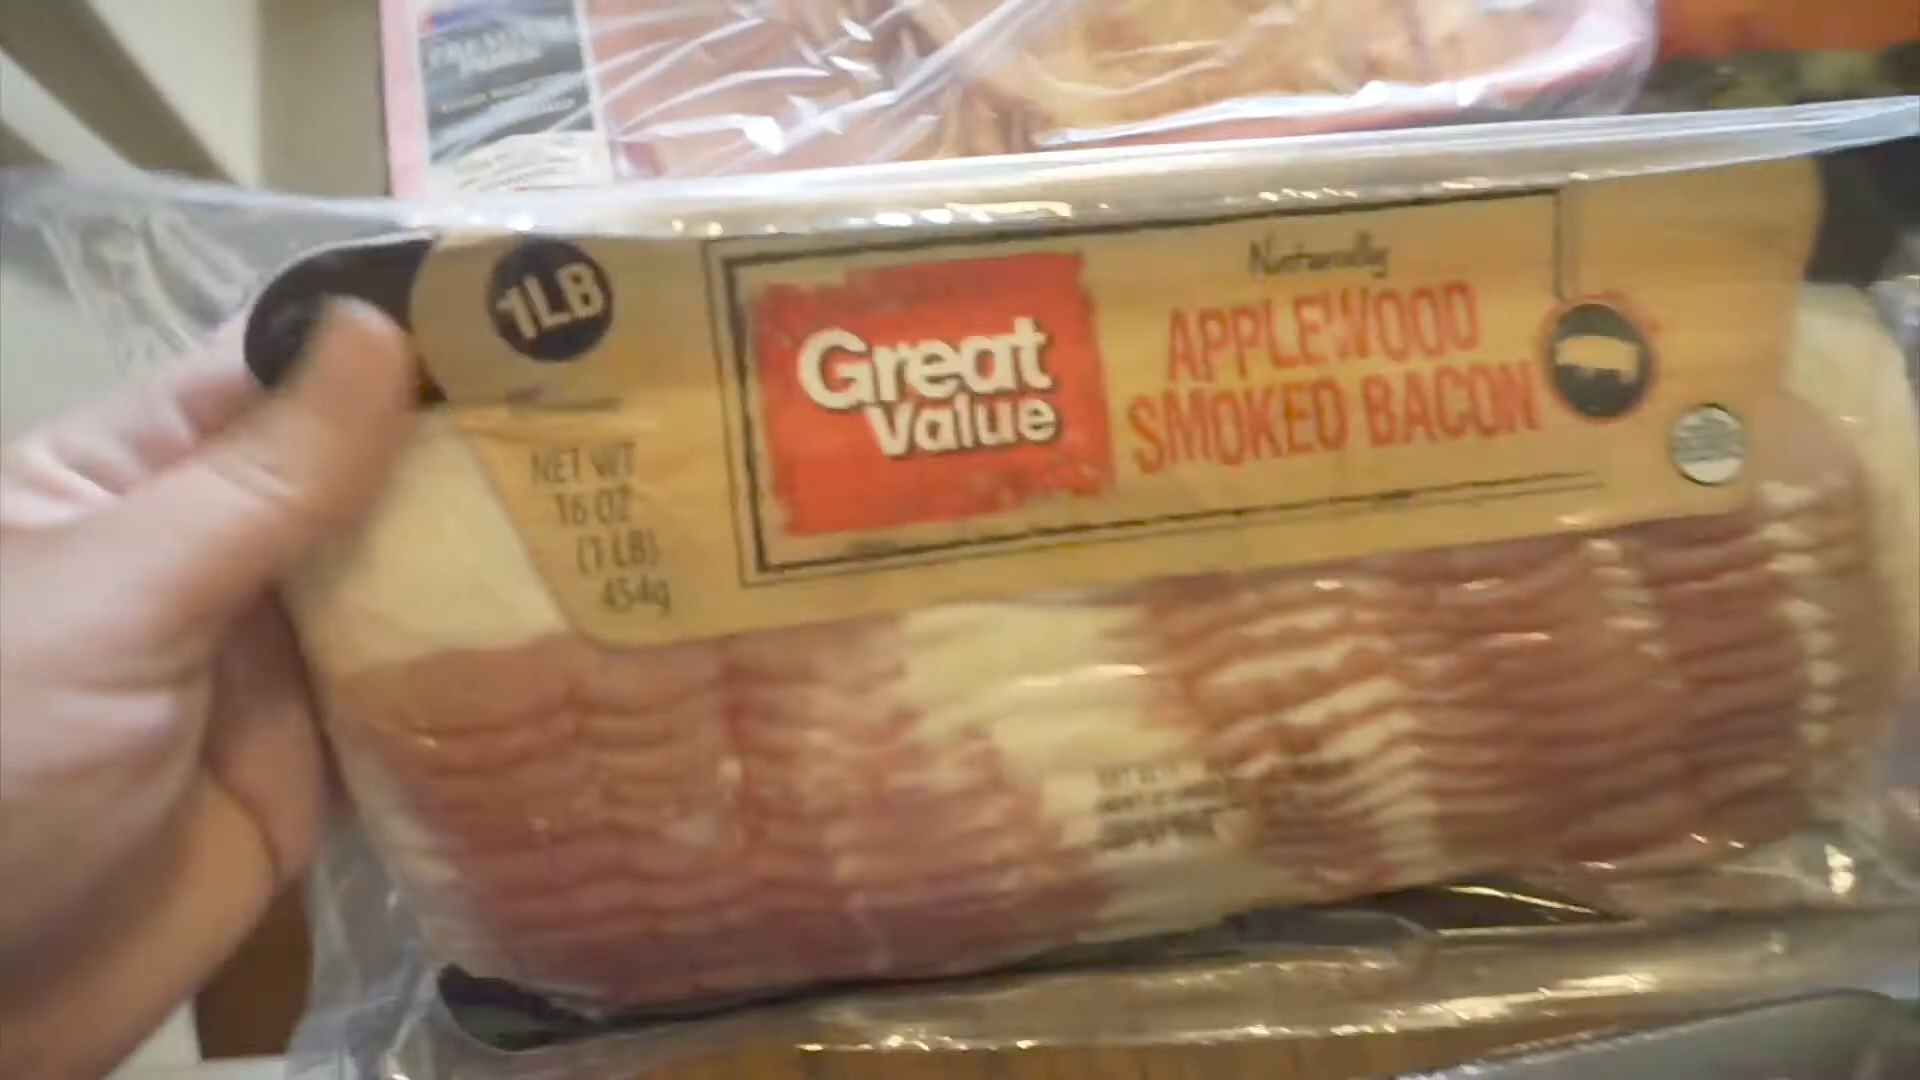 1LB
NET WT
16 OZ
(1 LB)
454g
Great
Value
Naturally
APPLEWOOD
SMOKED BACON